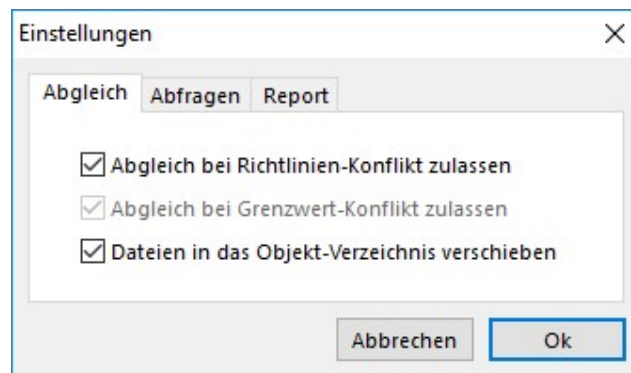 Einstellungen
Abgleich Abfragen Report
Abgleich bei Richtlinien-Konflikt zulassen
Abgleich bei Grenzwert-Konflikt zulassen
Dateien in das Objekt-Verzeichnis verschieben
Abbrechen Ok